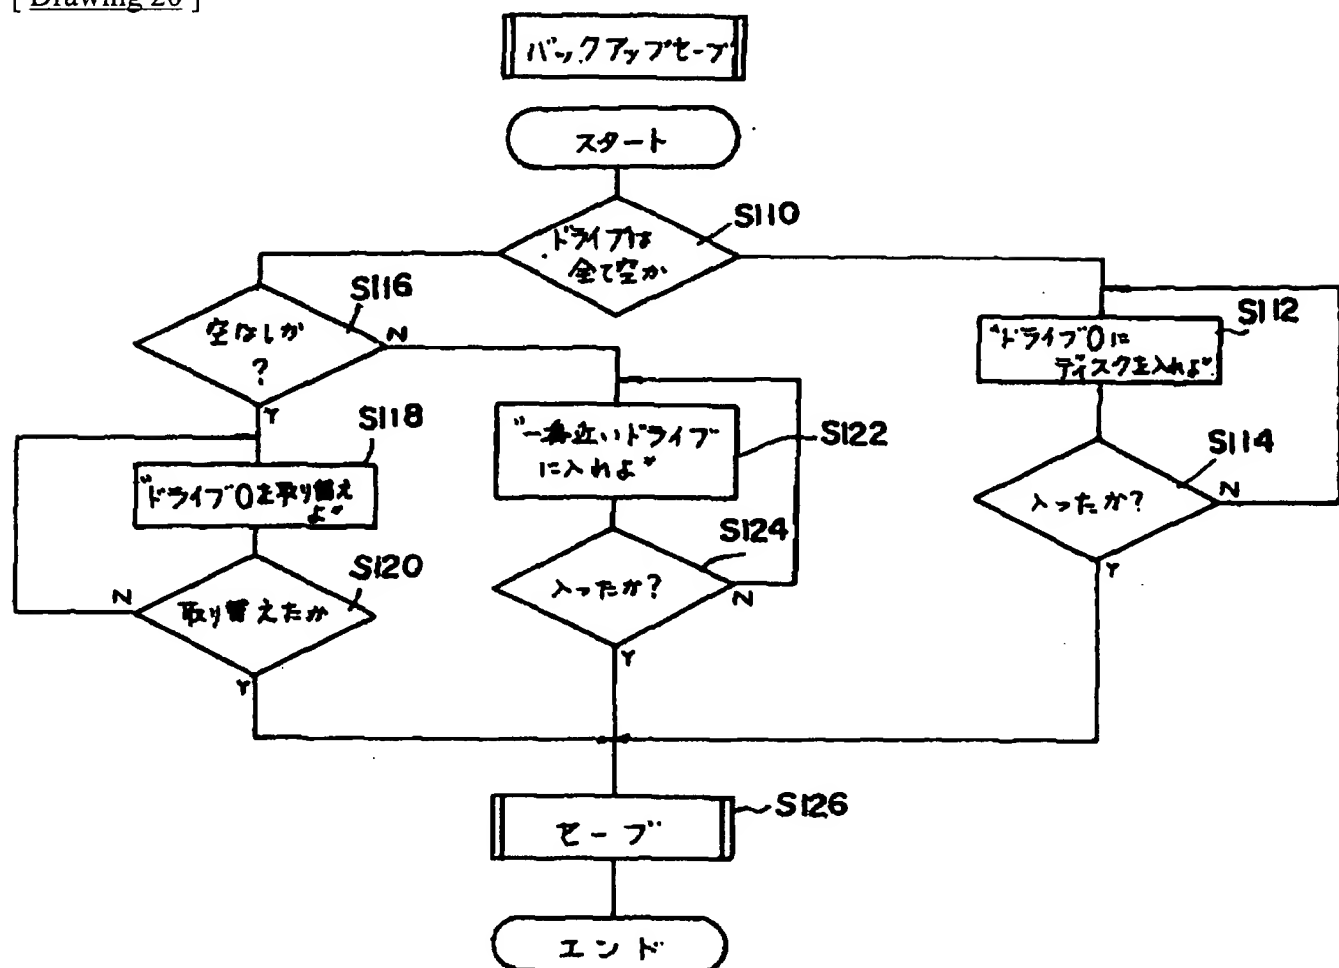 [ Drawing 20 ]
バックアップセーブ
スタート
S110
ドライブは
全て空か
S116
空なしか
?
N
Y
S118
"ドライブ0を取り替え
よ"
S120
取り替えたか
N
Y
S122
"一番近いドライブ
に入れよ"
S124
入ったか?
N
Y
S112
"ドライブ0に
ディスクを入れよ"
S114
入ったか?
N
Y
S126
セーブ
エンド